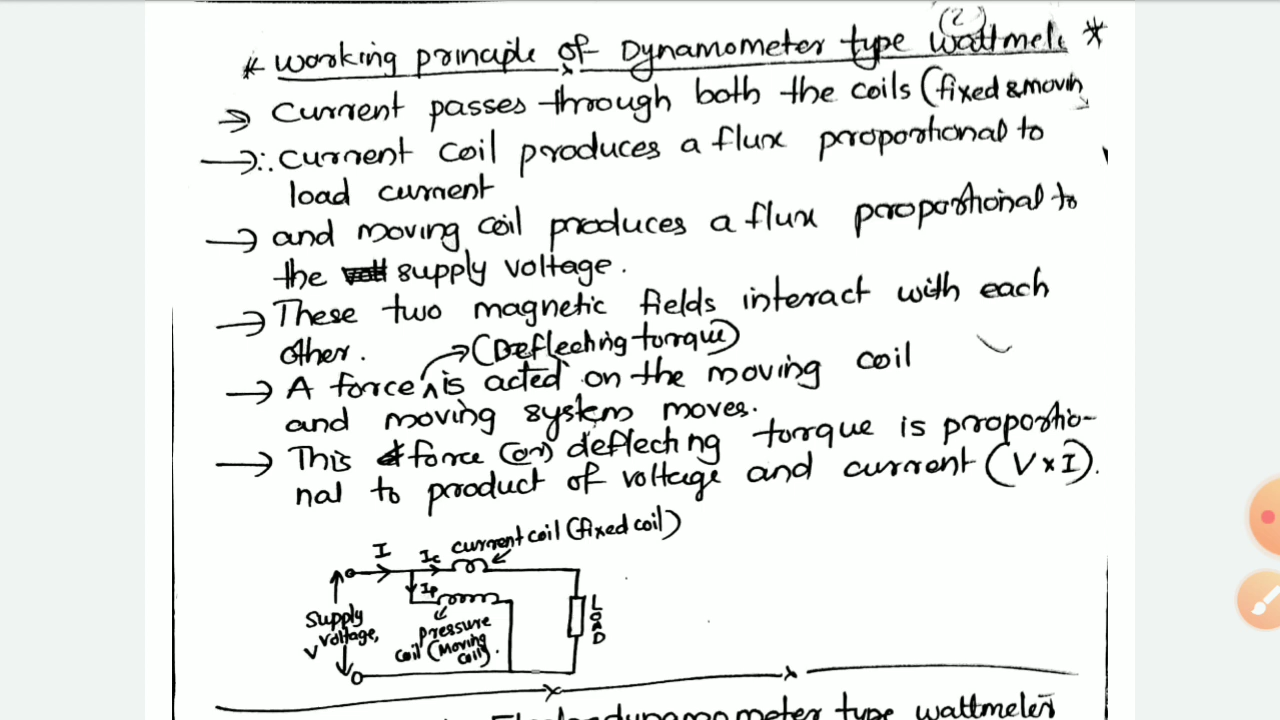 (2)
* Working principle of Dynamometer type wattmete *
→ Current passes through both the coils (fixed & movin
→ ∴ current coil produces a flux proportional to
load current
→ and moving coil produces a flux proportional to
the supply voltage.
→ These two magnetic fields interact with each
other.
→ (Deflecting torque)
→ A force ^ is acted on the moving coil
and moving system moves.
→ This force (or) deflecting torque is proportio-
nal to product of voltage and current (V x I).
current coil (fixed coil)
I
Ic
Ip
Supply
Voltage,
V
pressure
coil (Moving
coil).
LOAD
Electrodynamometer type wattmeters